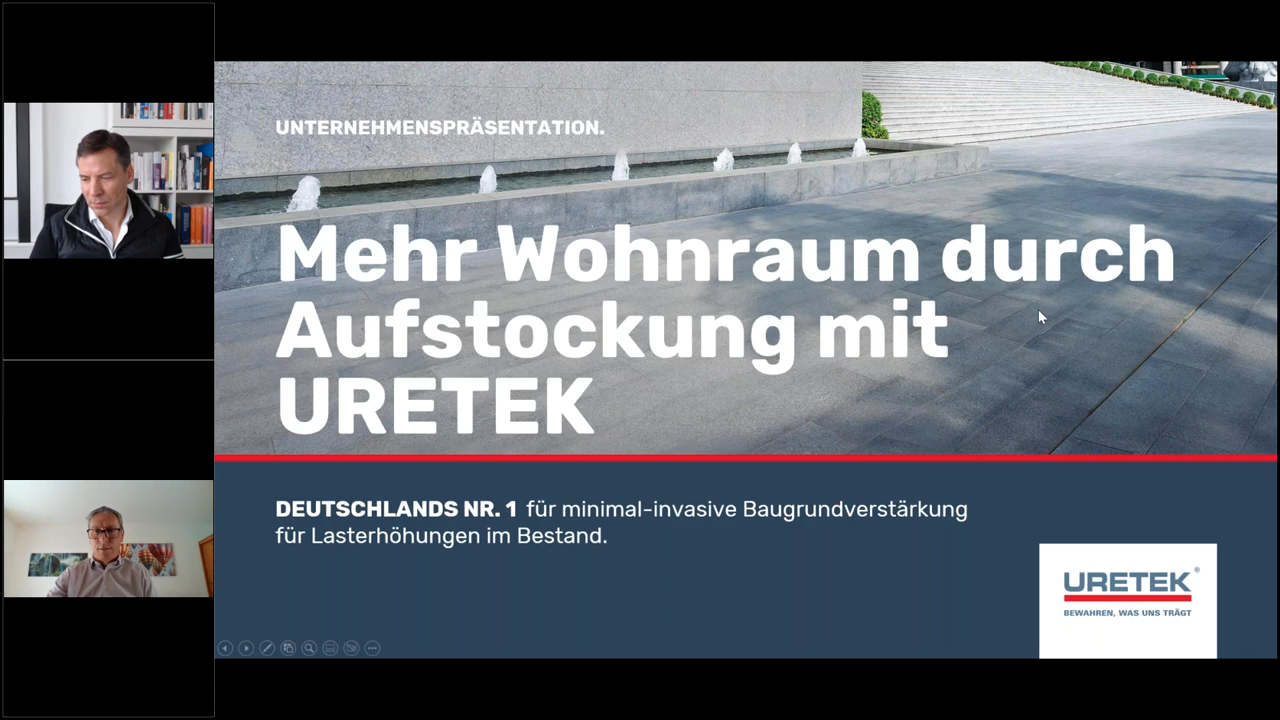 UNTERNEHMENSPRÄSENTATION.
Mehr Wohnraum durch
Aufstockung mit
URETEK
DEUTSCHLANDS NR. 1 für minimal-invasive Baugrundverstärkung
für Lasterhöhungen im Bestand.
URETEK®
BEWAHREN, WAS UNS TRÄGT